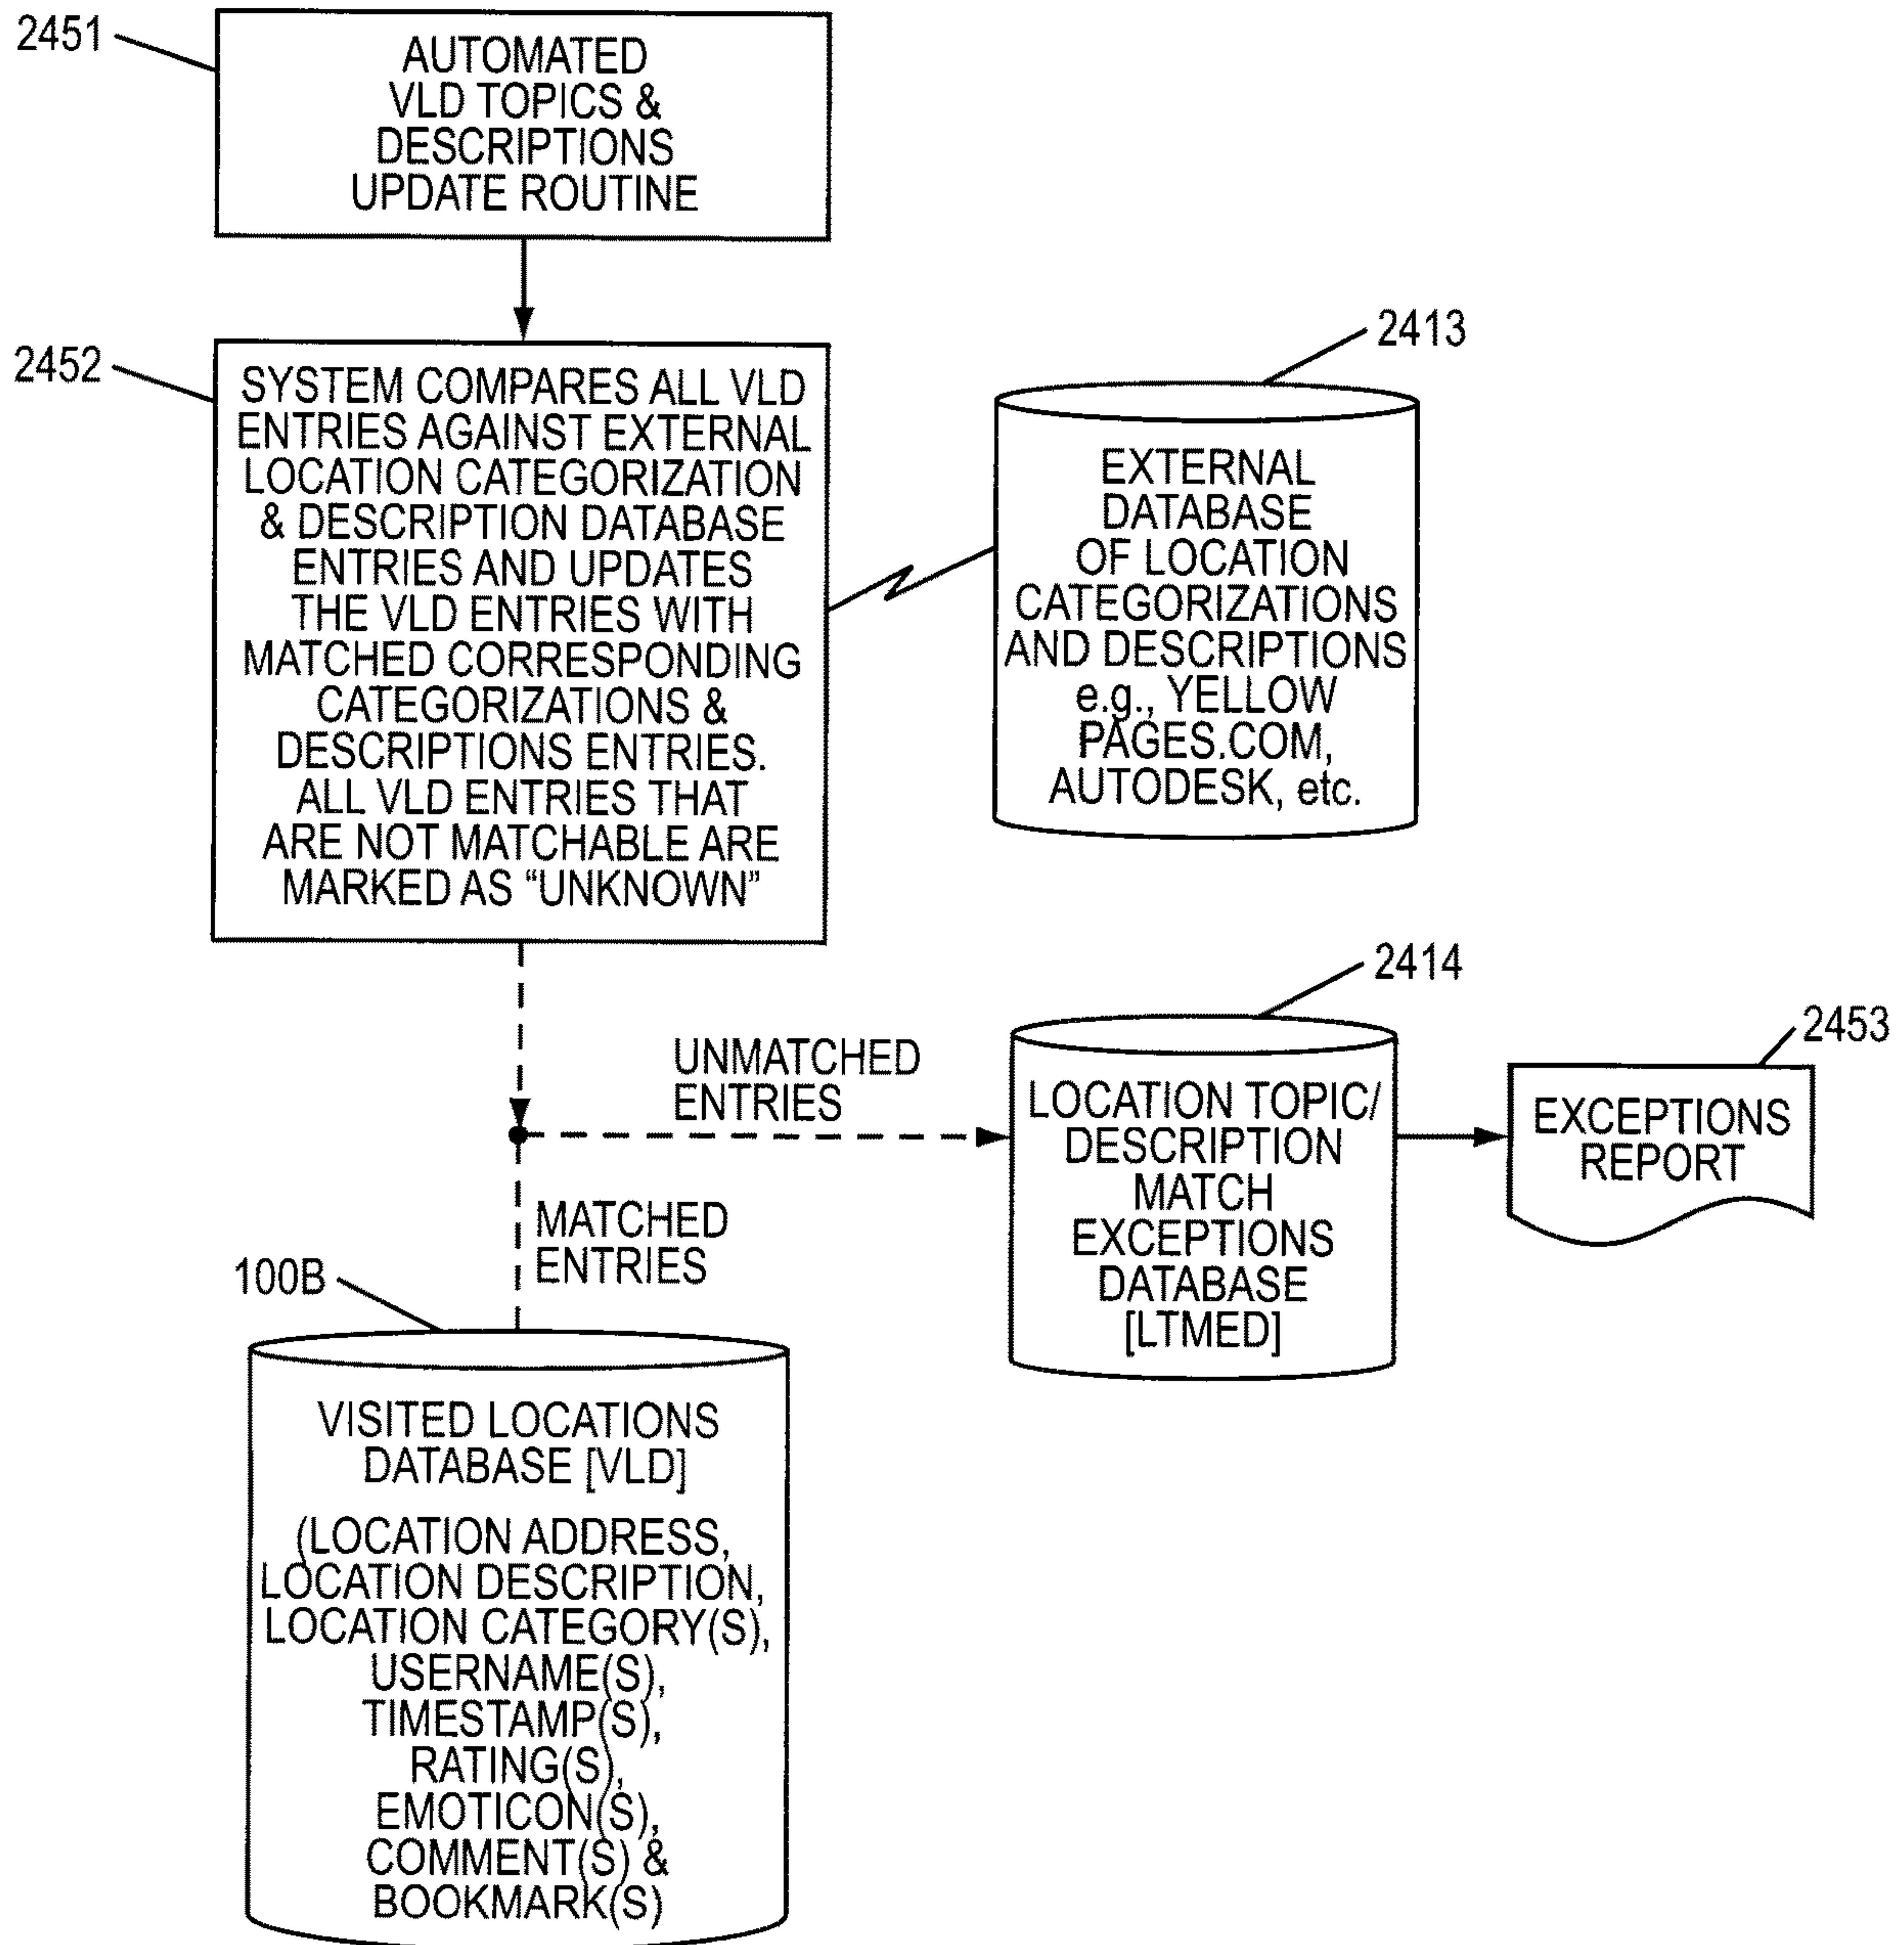 2451
AUTOMATED
VLD TOPICS &
DESCRIPTIONS
UPDATE ROUTINE
2452
SYSTEM COMPARES ALL VLD
ENTRIES AGAINST EXTERNAL
LOCATION CATEGORIZATION
& DESCRIPTION DATABASE
ENTRIES AND UPDATES
THE VLD ENTRIES WITH
MATCHED CORRESPONDING
CATEGORIZATIONS &
DESCRIPTIONS ENTRIES.
ALL VLD ENTRIES THAT
ARE NOT MATCHABLE ARE
MARKED AS “UNKNOWN”
2413
EXTERNAL
DATABASE
OF LOCATION
CATEGORIZATIONS
AND DESCRIPTIONS
e.g., YELLOW
PAGES.COM,
AUTODESK, etc.
UNMATCHED
ENTRIES
2414
LOCATION TOPIC/
DESCRIPTION
MATCH
EXCEPTIONS
DATABASE
[LTMED]
2453
EXCEPTIONS
REPORT
MATCHED
ENTRIES
100B
VISITED LOCATIONS
DATABASE [VLD]
(LOCATION ADDRESS,
LOCATION DESCRIPTION,
LOCATION CATEGORY(S),
USERNAME(S),
TIMESTAMP(S),
RATING(S),
EMOTICON(S),
COMMENT(S) &
BOOKMARK(S)